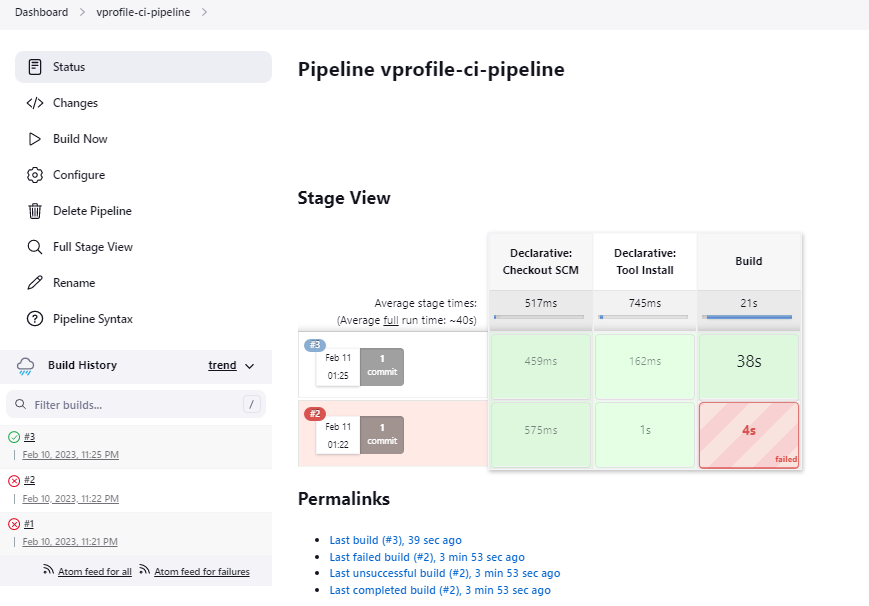 Dashboard
vprofile-ci-pipeline
Status
Changes
Build Now
Configure
Delete Pipeline
Full Stage View
Rename
Pipeline Syntax
Build History
trend
Filter builds...
/
#3
Feb 10, 2023, 11:25 PM
#2
Feb 10, 2023, 11:22 PM
#1
Feb 10, 2023, 11:21 PM
Atom feed for all
Atom feed for failures
Pipeline vprofile-ci-pipeline
Stage View
Declarative:
Checkout SCM
Declarative:
Tool Install
Build
Average stage times:
(Average full run time: ~40s)
517ms
745ms
21s
#3
Feb 11
01:25
1
commit
459ms
162ms
38s
#2
Feb 11
01:22
1
commit
575ms
1s
4s
failed
Permalinks
Last build (#3), 39 sec ago
Last failed build (#2), 3 min 53 sec ago
Last unsuccessful build (#2), 3 min 53 sec ago
Last completed build (#2), 3 min 53 sec ago